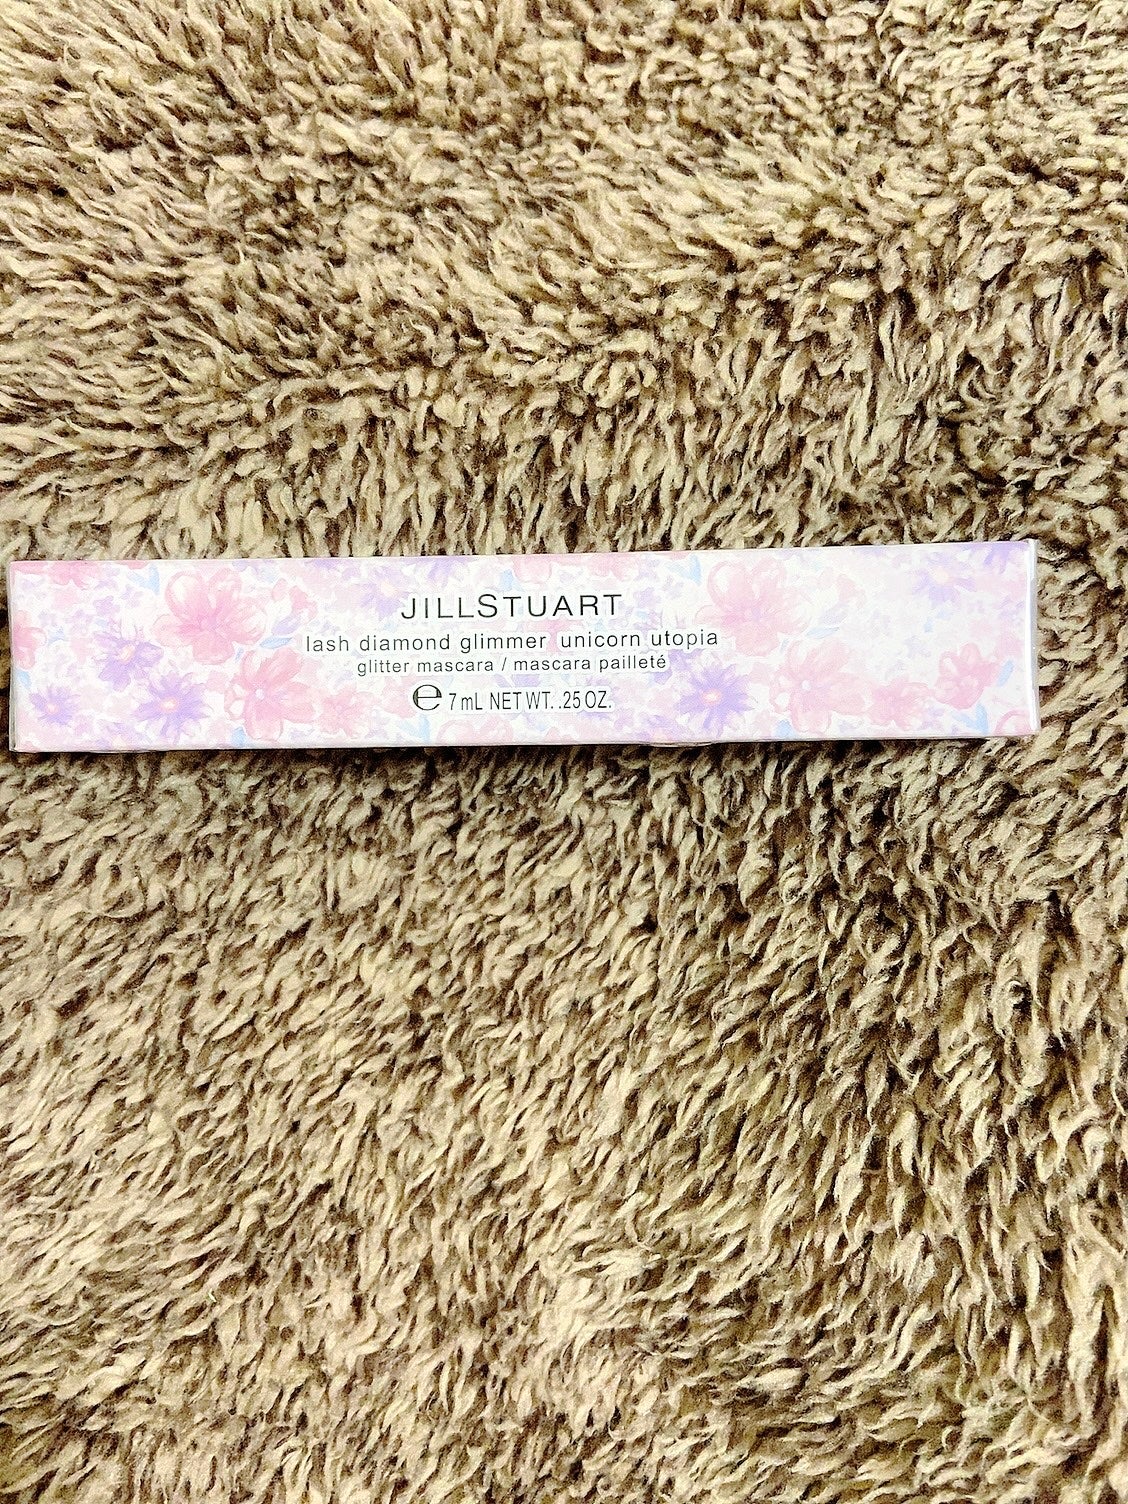 JILLSTUART
lash diamond glimmer unicorn utopia
glitter mascara / mascara pailleté
℮ 7 mL NET WT. .25 OZ.